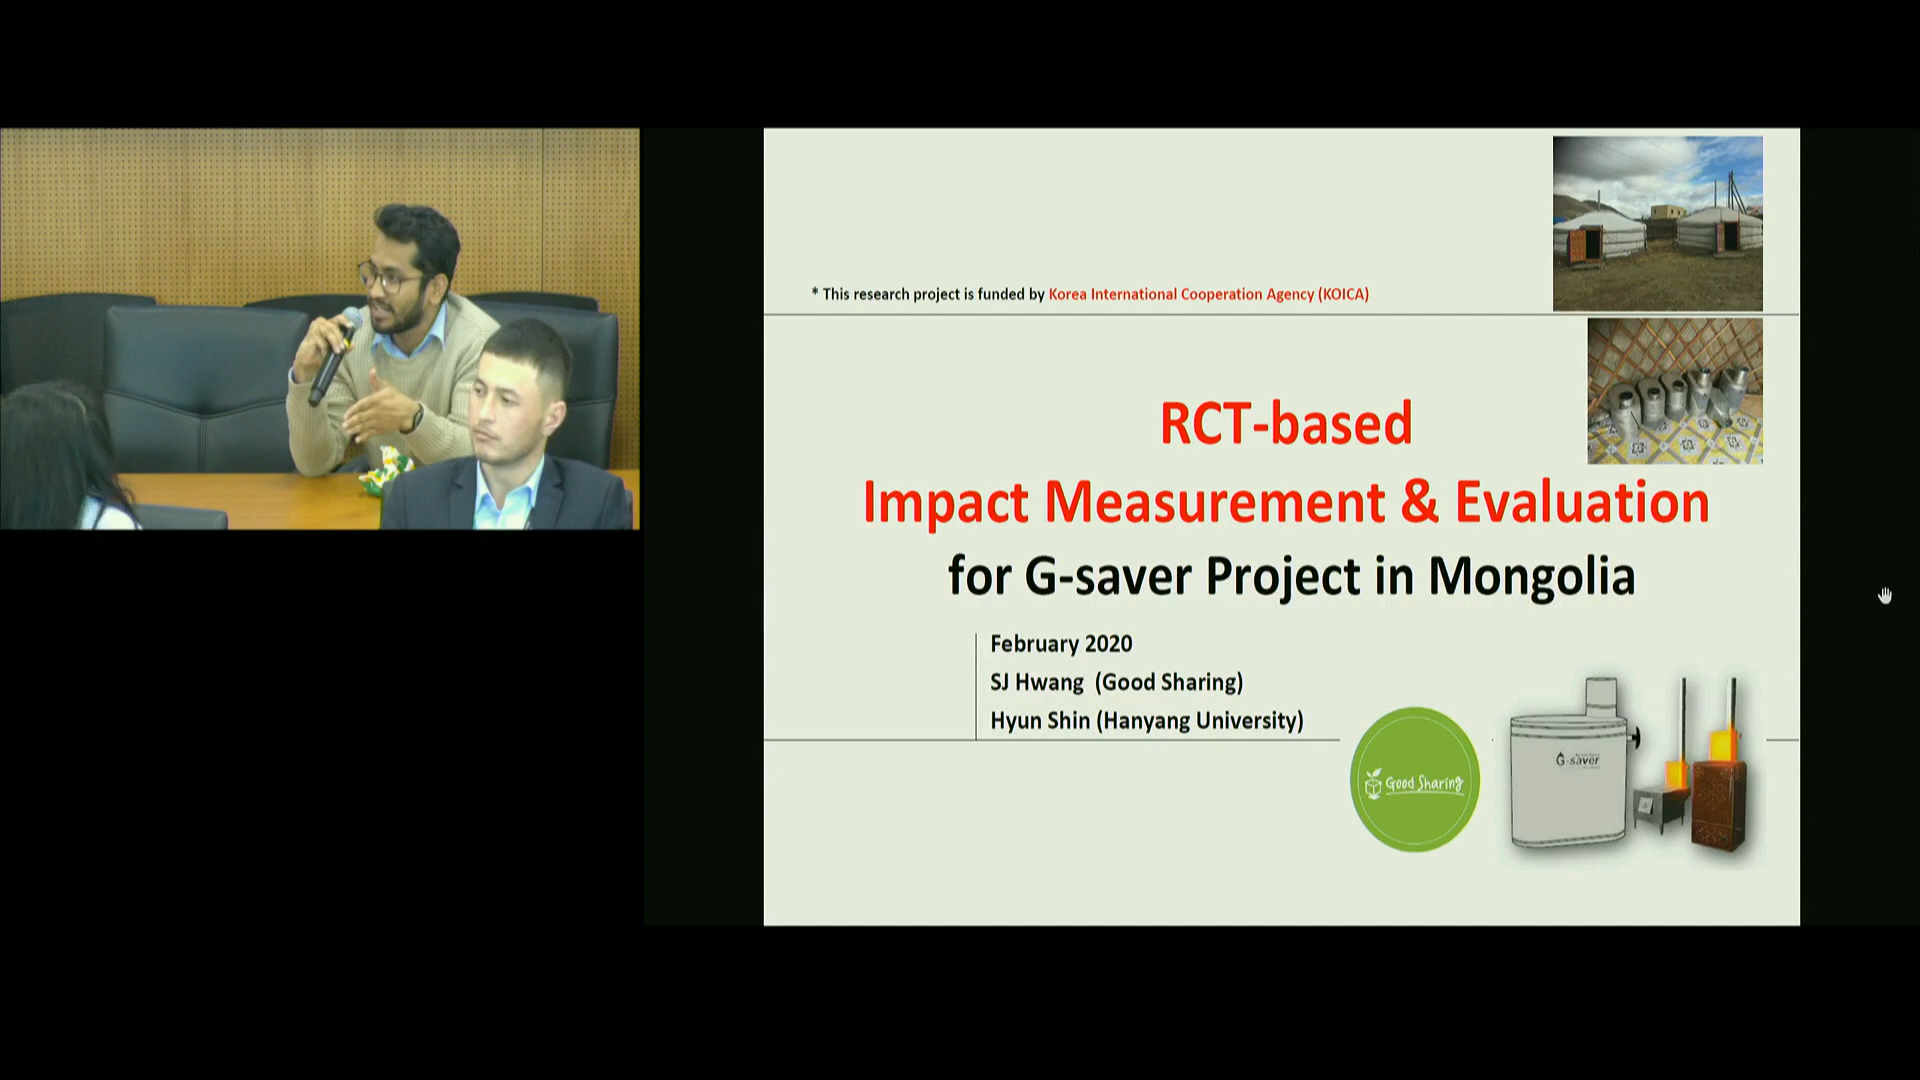 * This research project is funded by Korea International Cooperation Agency (KOICA)
RCT-based
Impact Measurement & Evaluation
for G-saver Project in Mongolia
February 2020
SJ Hwang (Good Sharing)
Hyun Shin (Hanyang University)
Good Sharing
G-saver